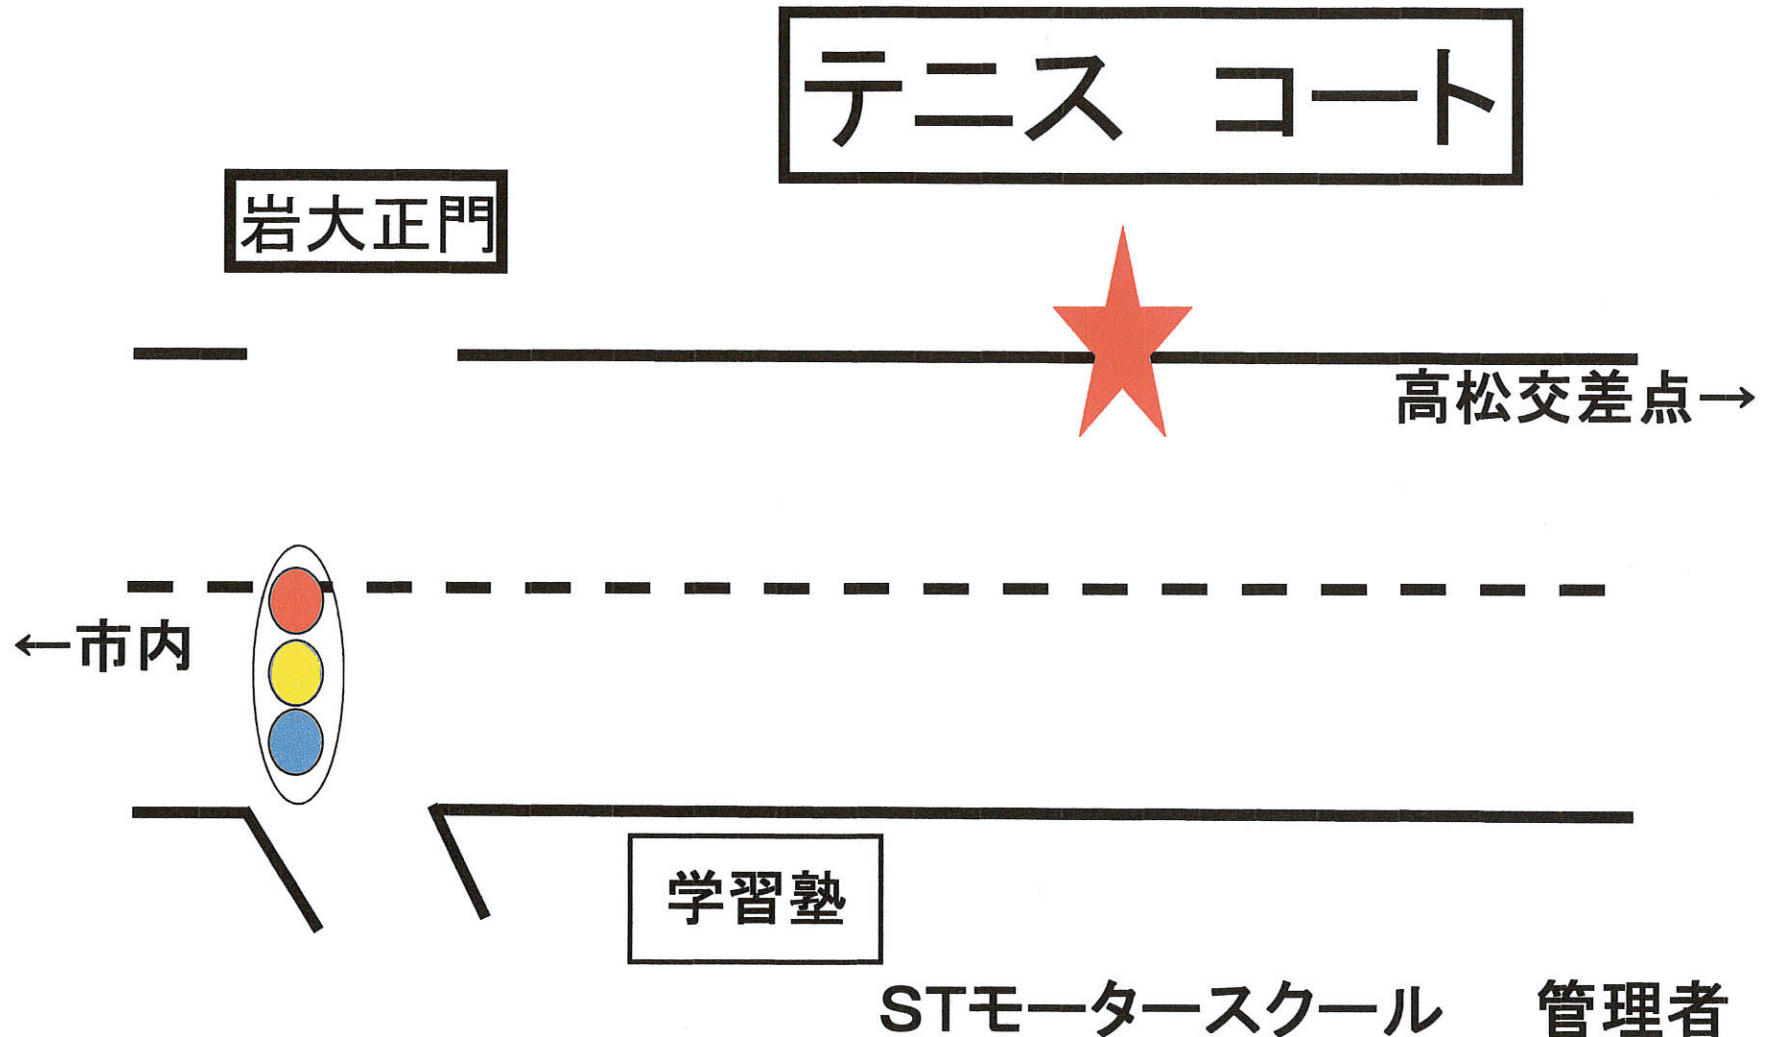 テニス　コート
岩大正門
高松交差点→
←市内
学習塾
STモータースクール　管理者